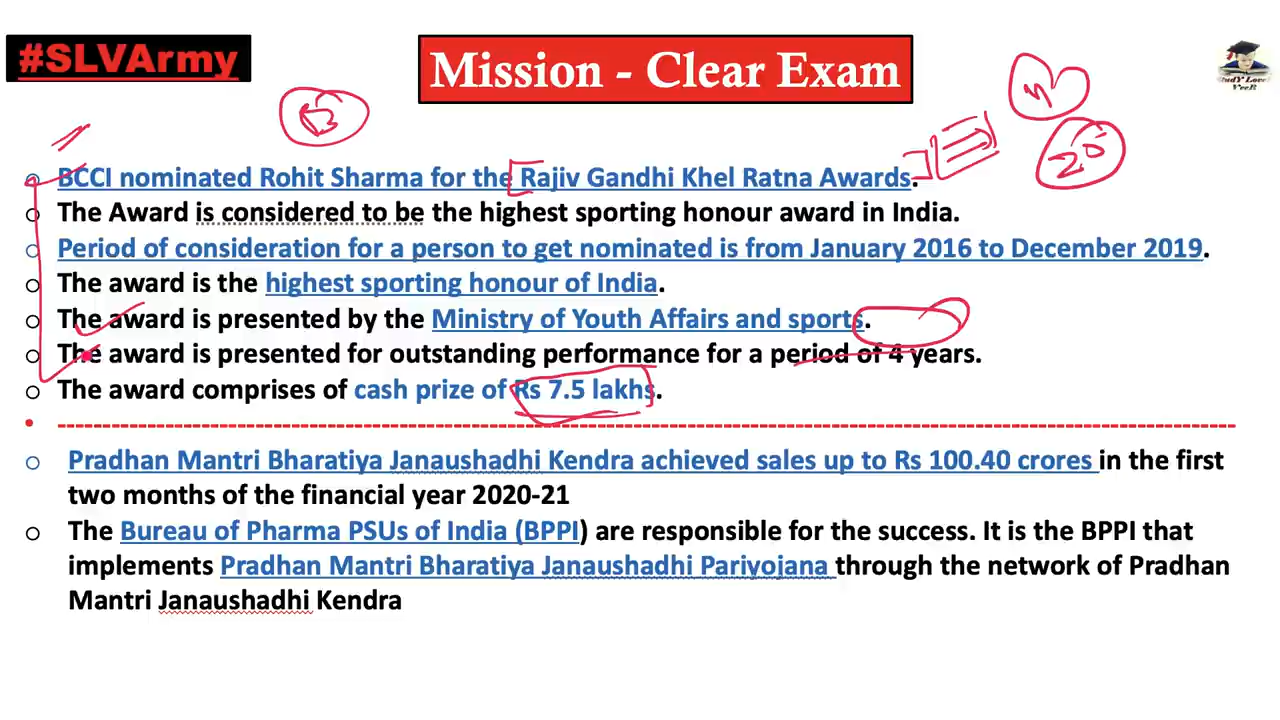 #SLVArmy
Mission - Clear Exam
BCCI nominated Rohit Sharma for the Rajiv Gandhi Khel Ratna Awards.
The Award is considered to be the highest sporting honour award in India.
Period of consideration for a person to get nominated is from January 2016 to December 2019.
The award is the highest sporting honour of India.
The award is presented by the Ministry of Youth Affairs and sports.
The award is presented for outstanding performance for a period of 4 years.
The award comprises of cash prize of Rs 7.5 lakhs.
--------------------------------------------------------------------------------
Pradhan Mantri Bharatiya Janaushadhi Kendra achieved sales up to Rs 100.40 crores in the first
two months of the financial year 2020-21
The Bureau of Pharma PSUs of India (BPPI) are responsible for the success. It is the BPPI that
implements Pradhan Mantri Bharatiya Janaushadhi Pariyojana through the network of Pradhan
Mantri Janaushadhi Kendra